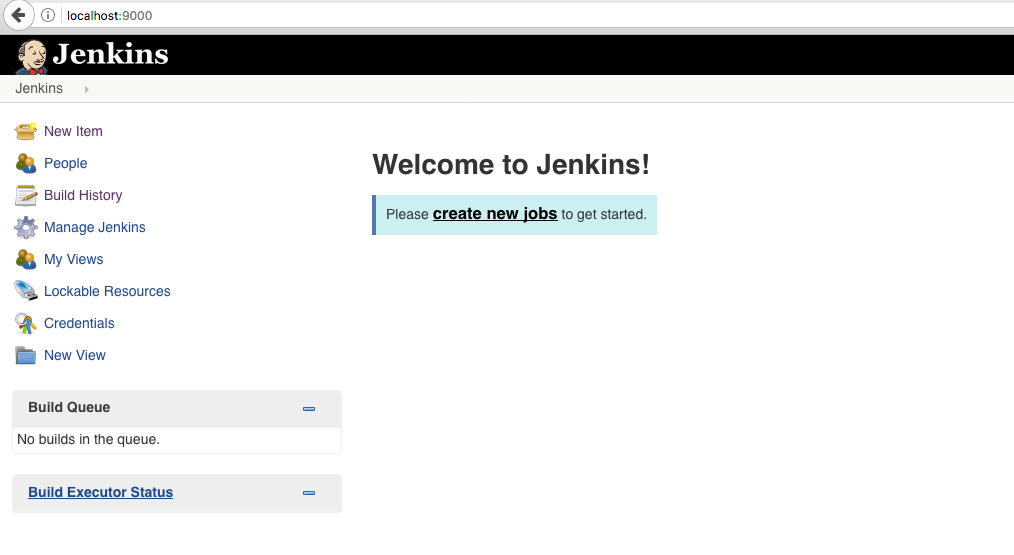 localhost:9000
Jenkins
Jenkins
New Item
People
Build History
Manage Jenkins
My Views
Lockable Resources
Credentials
New View
Build Queue
No builds in the queue.
Build Executor Status
Welcome to Jenkins!
Please create new jobs to get started.